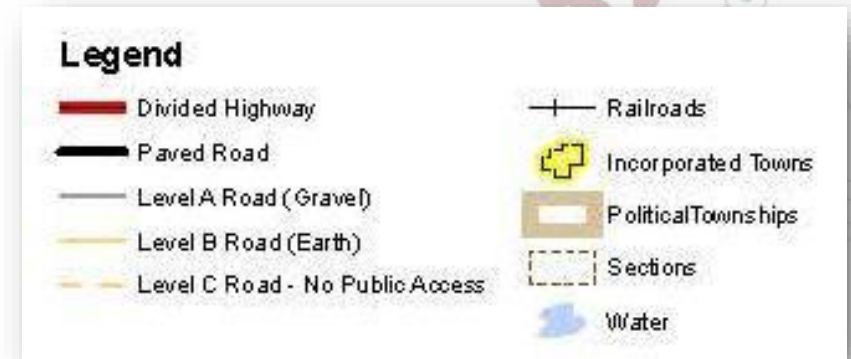 Legend
Divided Highway
Paved Road
Level A Road (Gravel)
Level B Road (Earth)
Level C Road - No Public Access
Railroads
Incorporated Towns
Political Townships
Sections
Water